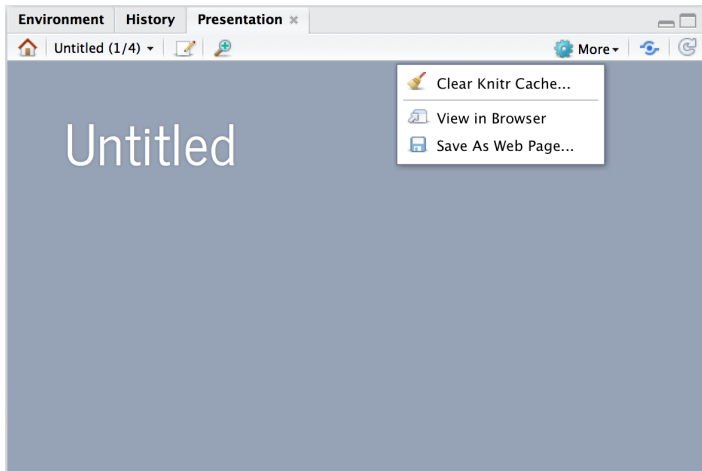 Environment History Presentation
Untitled (1/4) More
Clear Knitr Cache...
View in Browser
Save As Web Page...
Untitled